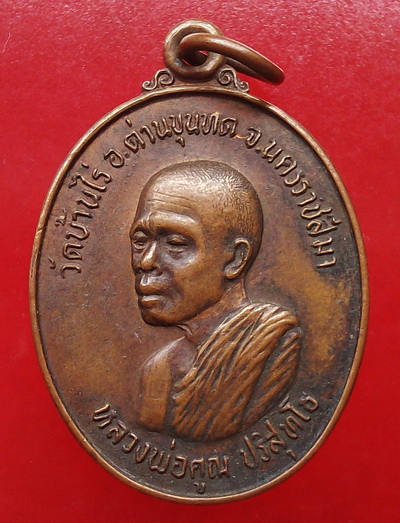 วัดบ้านไร่ อ.ด่านขุนทด จ.นครราชสีมา
หลวงพ่อคูณ ปริสุทฺโธ